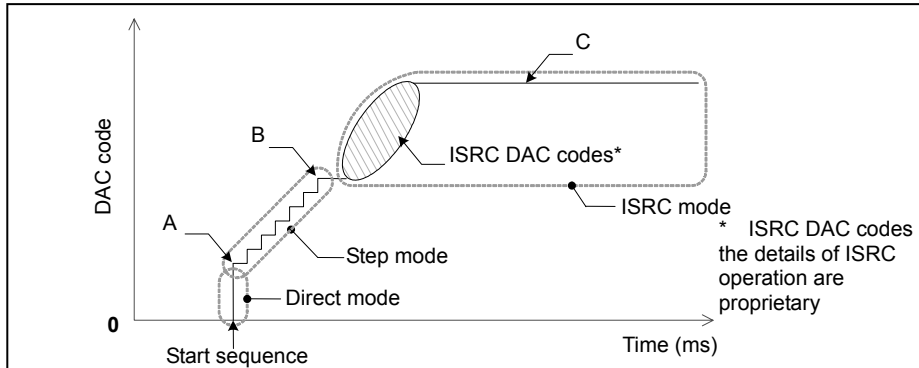 C
DAC code
B
ISRC DAC codes*
A
ISRC mode
* ISRC DAC codes
the details of ISRC
operation are
proprietary
Step mode
Direct mode
0
Time (ms)
Start sequence